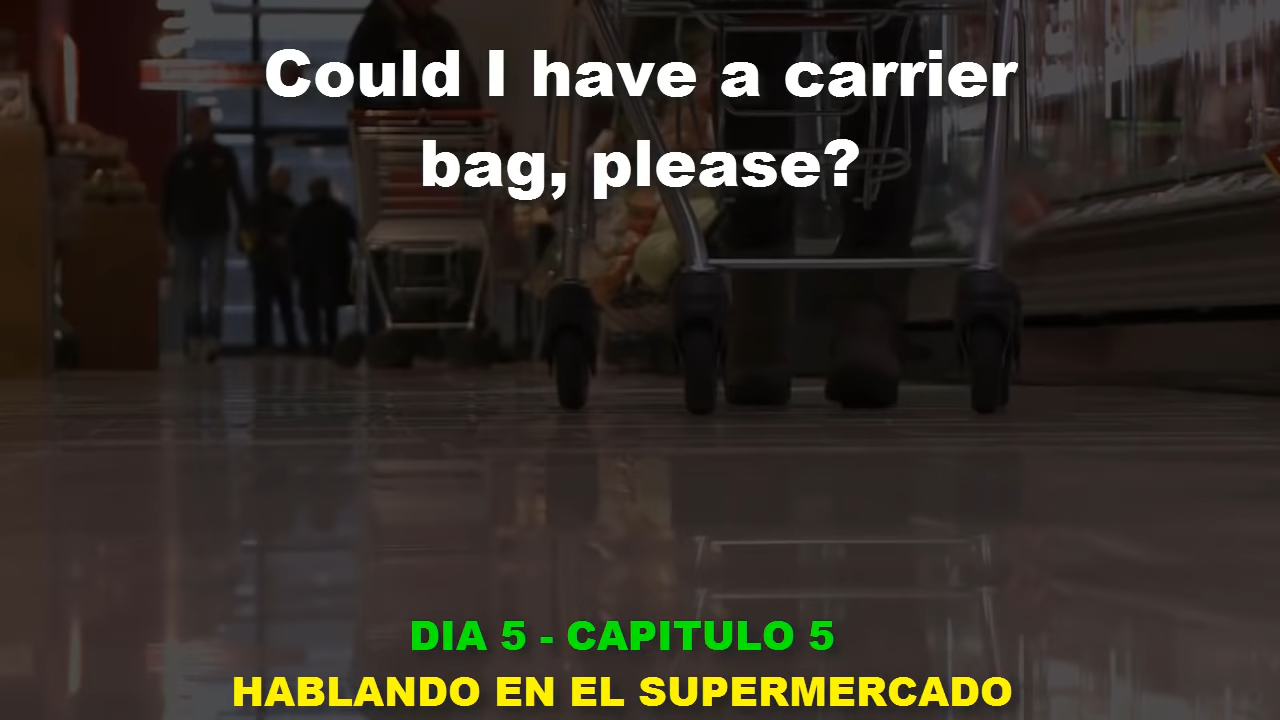 Could I have a carrier
bag, please?
DIA 5 - CAPITULO 5
HABLANDO EN EL SUPERMERCADO